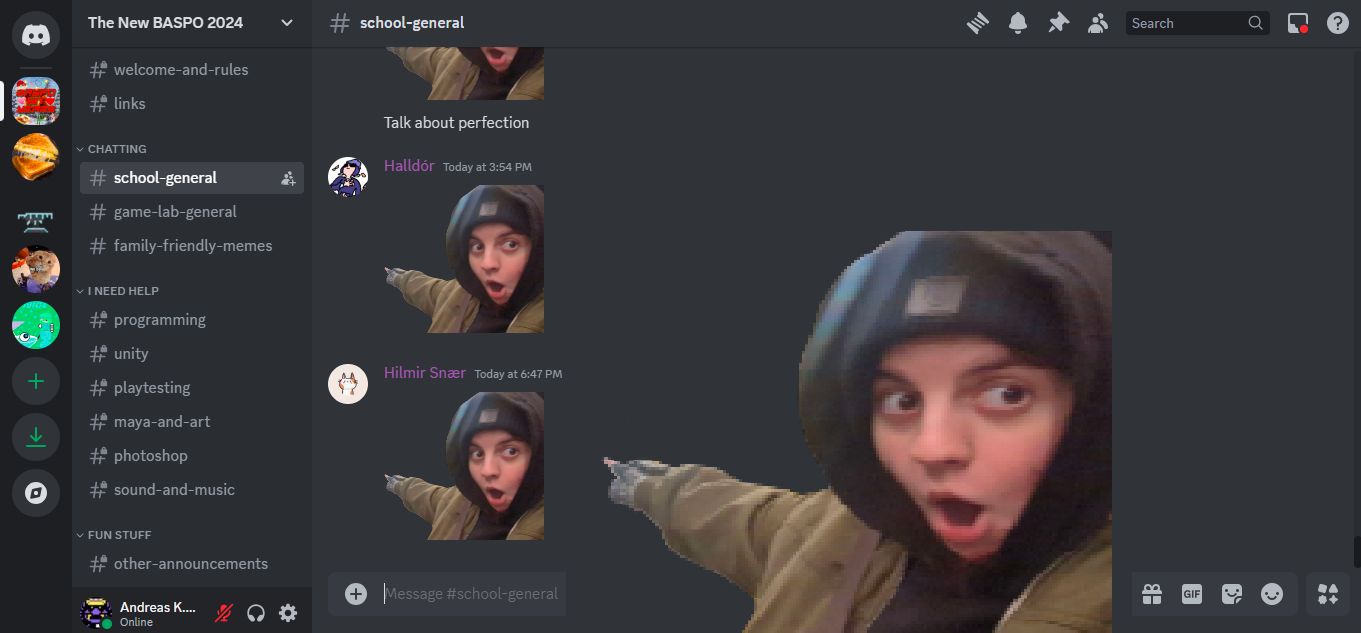 The New BASPO 2024
welcome-and-rules
links
CHATTING
school-general
game-lab-general
family-friendly-memes
I NEED HELP
programming
unity
playtesting
maya-and-art
photoshop
sound-and-music
FUN STUFF
other-announcements
Andreas K....
Online
school-general
Search
Talk about perfection
Halldór Today at 3:54 PM
Hilmir Snær Today at 6:47 PM
Message #school-general
GIF